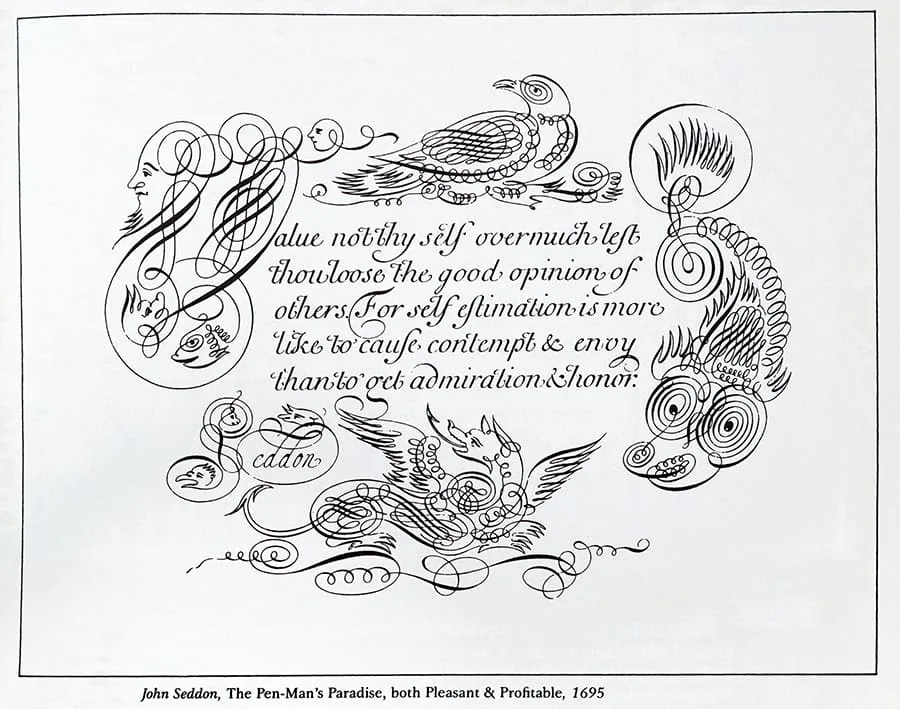 Value not thy self overmuch lest
thou loose the good opinion of
others. For self estimation is more
like to cause contempt & envy
than to get admiration & honor:
Seddon
John Seddon, The Pen-Man's Paradise, both Pleasant & Profitable, 1695